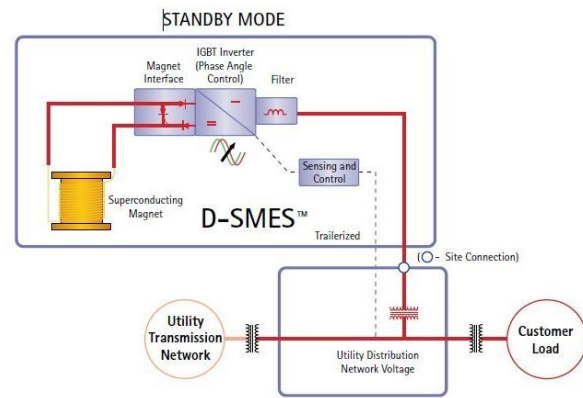 STANDBY MODE
IGBT Inverter
(Phase Angle
Control)
Magnet
Interface
Filter
Sensing and
Control
Superconducting
Magnet
D-SMES™
Trailerized
(O- Site Connection)
Utility
Transmission
Network
Utility Distribution
Network Voltage
Customer
Load